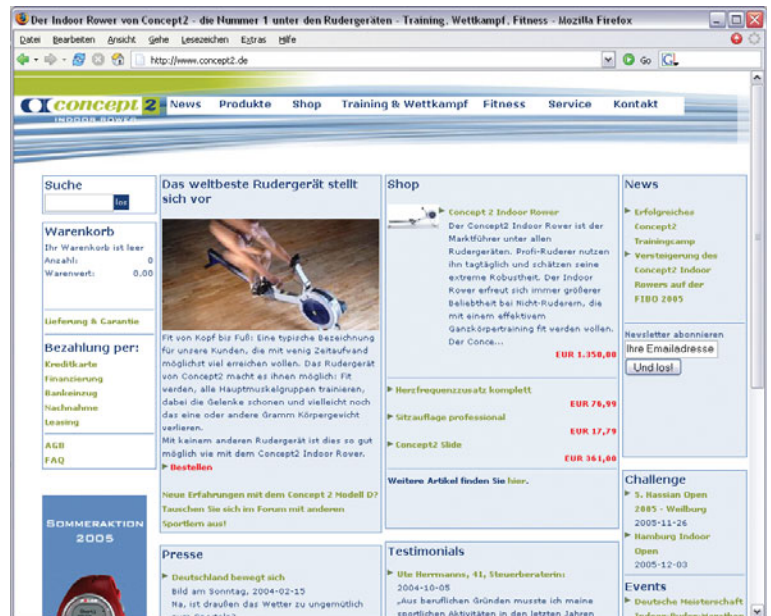 Der Indoor Rower von Concept2 - die Nummer 1 unter den Rudergeräten - Training, Wettkampf, Fitness - Mozilla Firefox
Datei Bearbeiten Ansicht Gehe Lesezeichen Extras Hilfe
http://www.concept2.de
Go
G
concept 2
INDOOR ROWER
News Produkte Shop Training & Wettkampf Fitness Service Kontakt
Suche
los
Warenkorb
Ihr Warenkorb ist leer
Anzahl: 0
Warenwert: 0.00
Lieferung & Garantie
Bezahlung per:
Kreditkarte
Finanzierung
Bankeinzug
Nachnahme
Leasing
AGB
FAQ
SOMMERAKTION
2005
Das weltbeste Rudergerät stellt
sich vor
Fit von Kopf bis Fuß: Eine typische Bezeichnung
für unsere Kunden, die mit wenig Zeitaufwand
möglichst viel erreichen wollen. Das Rudergerät
von Concept2 macht es ihnen möglich: Fit
werden, alle Hauptmuskelgruppen trainieren,
dabei die Gelenke schonen und vielleicht noch
das eine oder andere Gramm Körpergewicht
verlieren.
Mit keinem anderen Rudergerät ist dies so gut
möglich wie mit dem Concept2 Indoor Rower.
Bestellen
Neue Erfahrungen mit dem Concept 2 Modell D?
Tauschen Sie sich im Forum mit anderen
Sportlern aus!
Presse
Deutschland bewegt sich
Bild am Sonntag, 2004-02-15
Na, ist draußen das Wetter zu ungemütlich
zum Sporteln?
Shop
Concept 2 Indoor Rower
Der Concept2 Indoor Rower ist der
Marktführer unter allen
Rudergeräten. Profi-Ruderer nutzen
ihn tagtäglich und schätzen seine
extreme Robustheit. Der Indoor
Rower erfreut sich immer größerer
Beliebtheit bei Nicht-Ruderern, die
mit einem effektivem
Ganzkörpertraining fit werden wollen.
Der Conce...
EUR 1.350,00
Herzfrequenzzusatz komplett
EUR 76,99
Sitzauflage professional
EUR 17,79
Concept2 Slide
EUR 361,00
Weitere Artikel finden Sie hier.
Testimonials
Ute Herrmanns, 41, Steuerberaterin:
2004-10-05
„Aus beruflichen Gründen musste ich meine
sportlichen Aktivitäten in den letzten Jahren
News
Erfolgreiches
Concept2
Trainingscamp
Versteigerung des
Concept2 Indoor
Rowers auf der
FIBO 2005
Newsletter abonnieren
Ihre Emailadresse
Und los!
Challenge
5. Hassian Open
2005 - Weilburg
2005-11-26
Hamburg Indoor
Open
2005-12-03
Events
Deutsche Meisterschaft